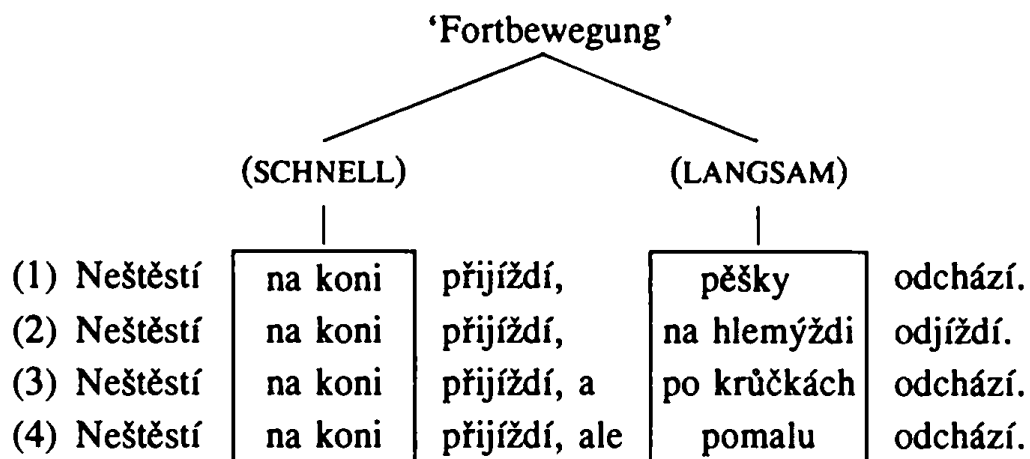 ‘Fortbewegung’
(SCHNELL) (LANGSAM)
(1) Neštěstí na koni přijíždí, pěšky odchází.
(2) Neštěstí na koni přijíždí, na hlemýždi odjíždí.
(3) Neštěstí na koni přijíždí, a po krůčkách odchází.
(4) Neštěstí na koni přijíždí, ale pomalu odchází.